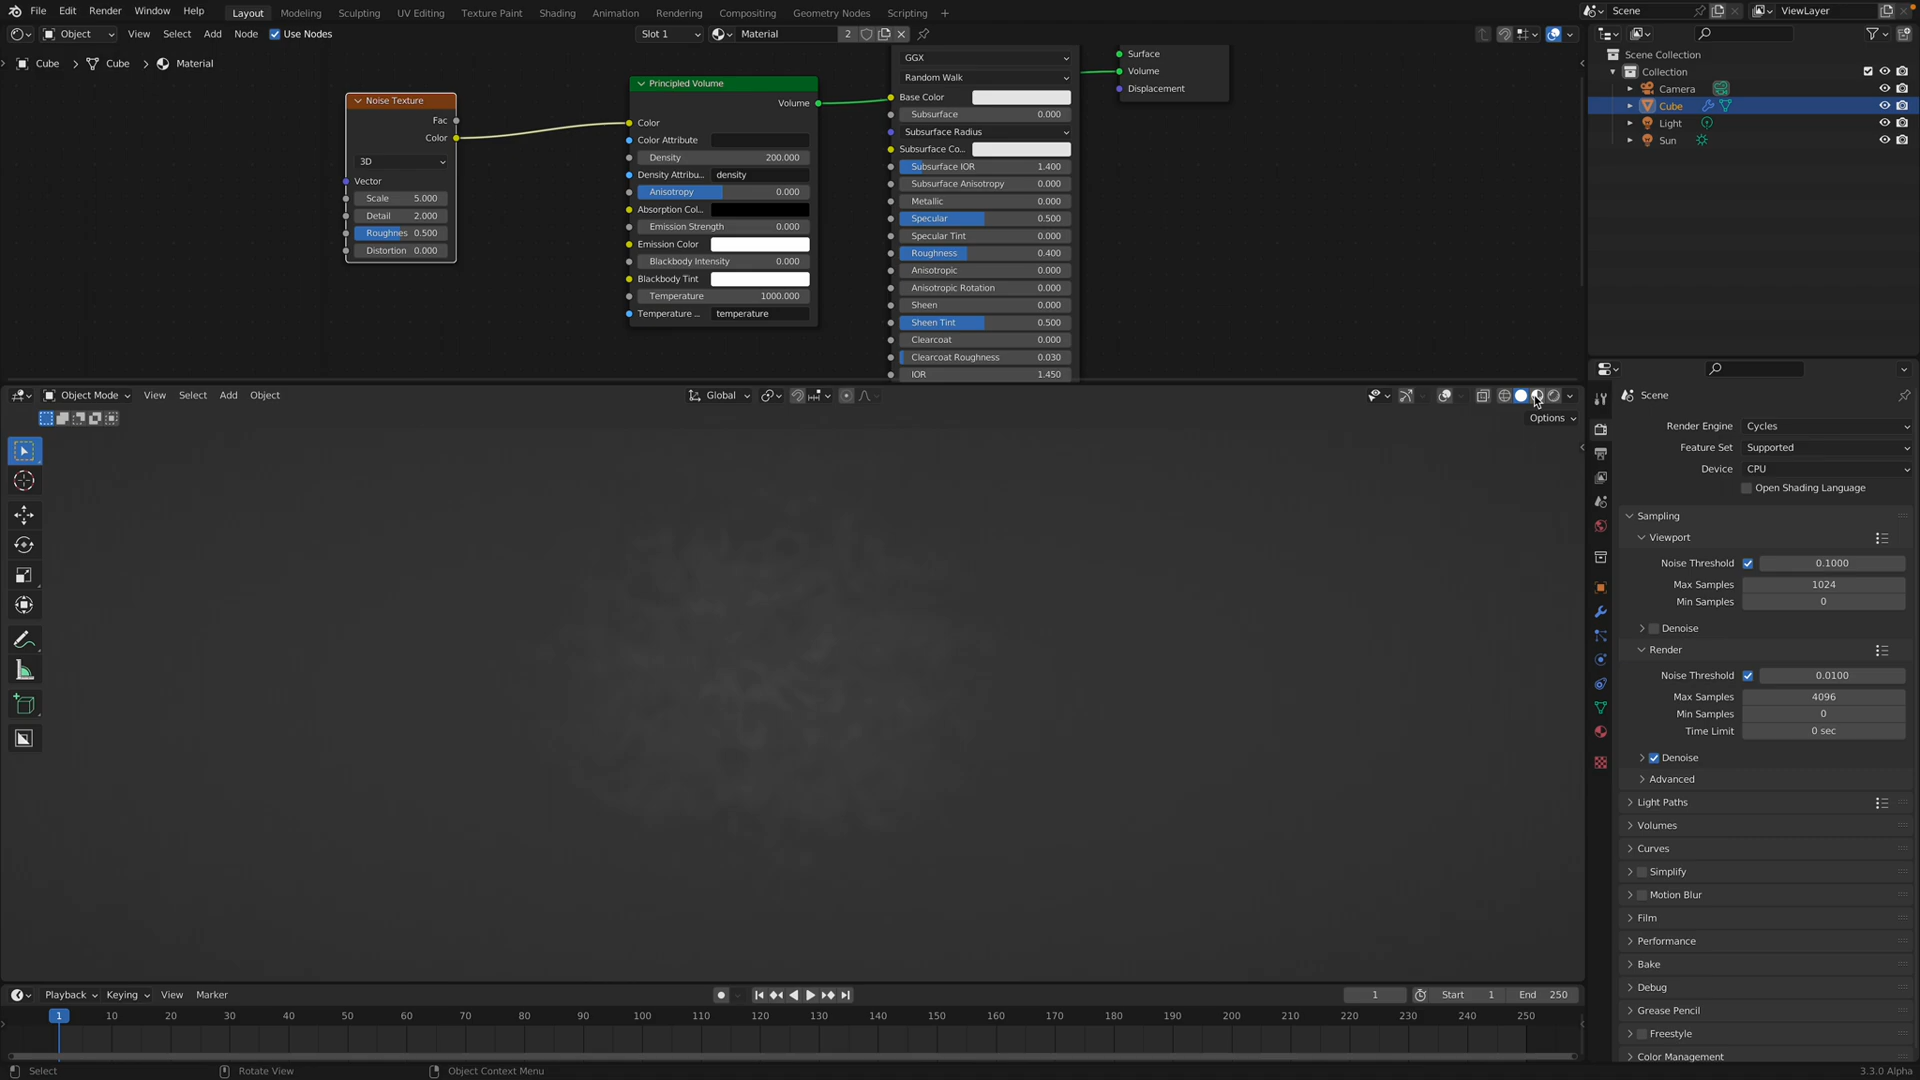 File Edit Render Window Help Layout Modeling Sculpting UV Editing Texture Paint Shading Animation Rendering Compositing Geometry Nodes Scripting + Scene ViewLayer
Object View Select Add Node Use Nodes Slot 1 Material 2
Cube Cube Material
Noise Texture
Fac
Color
3D
Vector
Scale 5.000
Detail 2.000
Roughnes 0.500
Distortion 0.000
Principled Volume
Volume
Color
Color Attribute
Density 200.000
Density Attribu... density
Anisotropy 0.000
Absorption Col...
Emission Strength 0.000
Emission Color
Blackbody Intensity 0.000
Blackbody Tint
Temperature 1000.000
Temperature ... temperature
GGX
Random Walk
Base Color
Subsurface 0.000
Subsurface Radius
Subsurface Co...
Subsurface IOR 1.400
Subsurface Anisotropy 0.000
Metallic 0.000
Specular 0.500
Specular Tint 0.000
Roughness 0.400
Anisotropic 0.000
Anisotropic Rotation 0.000
Sheen 0.000
Sheen Tint 0.500
Clearcoat 0.000
Clearcoat Roughness 0.030
IOR 1.450
Surface
Volume
Displacement
Scene Collection
Collection
Camera
Cube
Light
Sun
Object Mode View Select Add Object Global
Options
Scene
Render Engine Cycles
Feature Set Supported
Device CPU
Open Shading Language
Sampling
Viewport
Noise Threshold 0.1000
Max Samples 1024
Min Samples 0
Denoise
Render
Noise Threshold 0.0100
Max Samples 4096
Min Samples 0
Time Limit 0 sec
Denoise
Advanced
Light Paths
Volumes
Curves
Simplify
Motion Blur
Film
Performance
Bake
Debug
Grease Pencil
Freestyle
Color Management
Playback Keying View Marker 1 Start 1 End 250
1 10 20 30 40 50 60 70 80 90 100 110 120 130 140 150 160 170 180 190 200 210 220 230 240 250
Select Rotate View Object Context Menu 3.3.0 Alpha